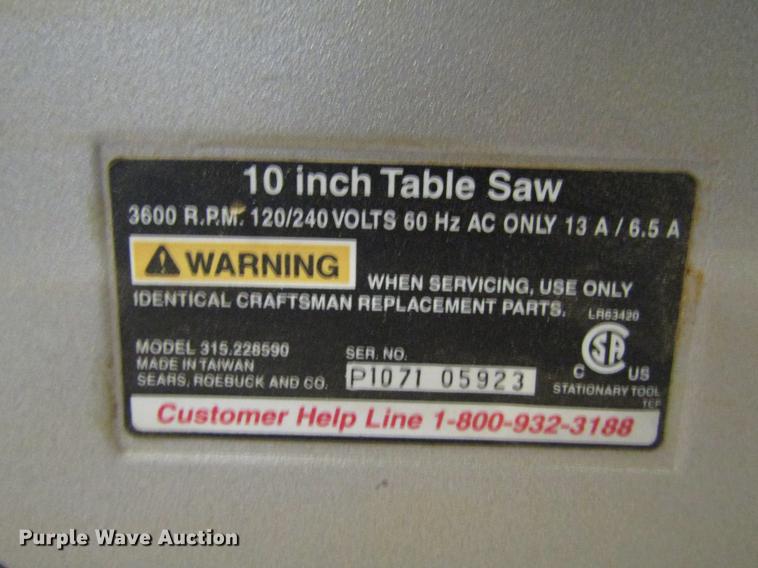 10 inch Table Saw
3600 R.P.M. 120/240 VOLTS 60 Hz AC ONLY 13 A / 6.5 A
WARNING WHEN SERVICING, USE ONLY
IDENTICAL CRAFTSMAN REPLACEMENT PARTS.
LR63420
MODEL 315.228590
MADE IN TAIWAN
SEARS, ROEBUCK AND CO.
SER. NO.
P1071 05923
C SA US
STATIONARY TOOL
TCP
Customer Help Line 1-800-932-3188
Purple Wave Auction